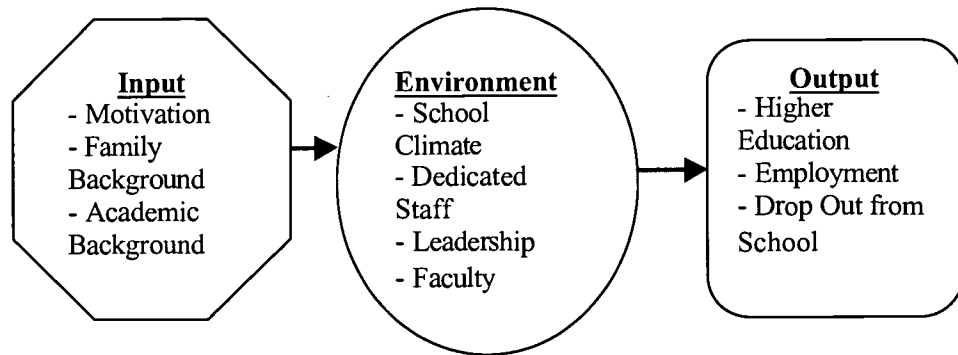 Input
- Motivation
- Family
Background
- Academic
Background
Environment
- School
Climate
- Dedicated
Staff
- Leadership
- Faculty
Output
- Higher
Education
- Employment
- Drop Out from
School